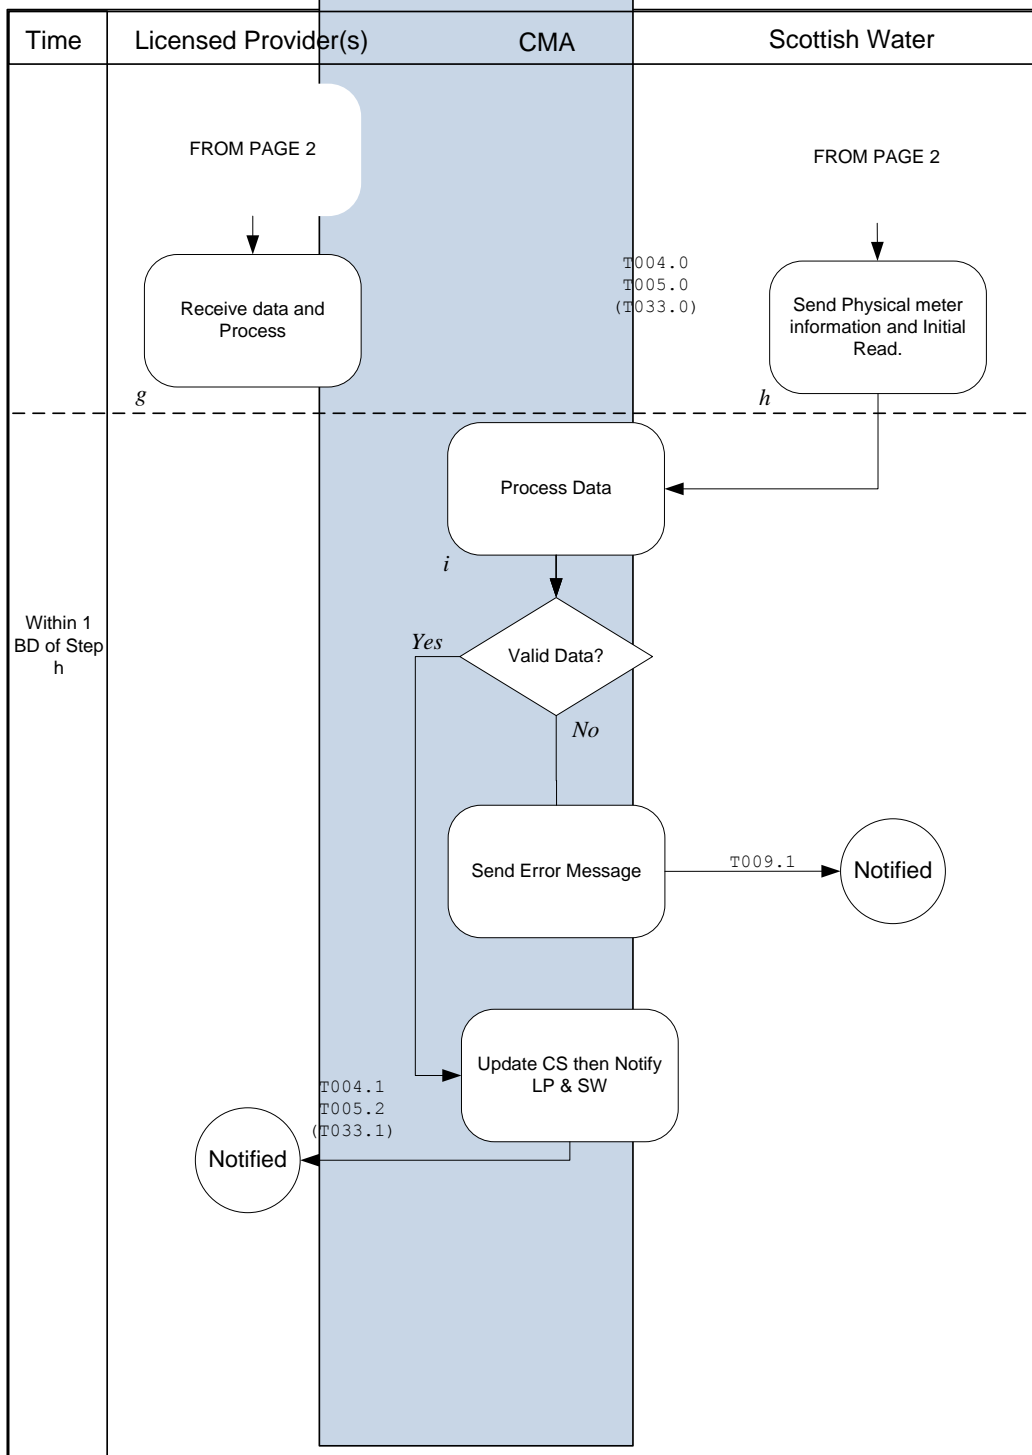 Time
Licensed Provider(s)
CMA
Scottish Water
FROM PAGE 2
FROM PAGE 2
Receive data and
Process
g
T004.0
T005.0
(T033.0)
Send Physical meter
information and Initial
Read.
h
Within 1
BD of Step
h
Process Data
i
Valid Data?
Yes
No
Send Error Message
T009.1
Notified
Update CS then Notify
LP & SW
T004.1
T005.2
(T033.1)
Notified